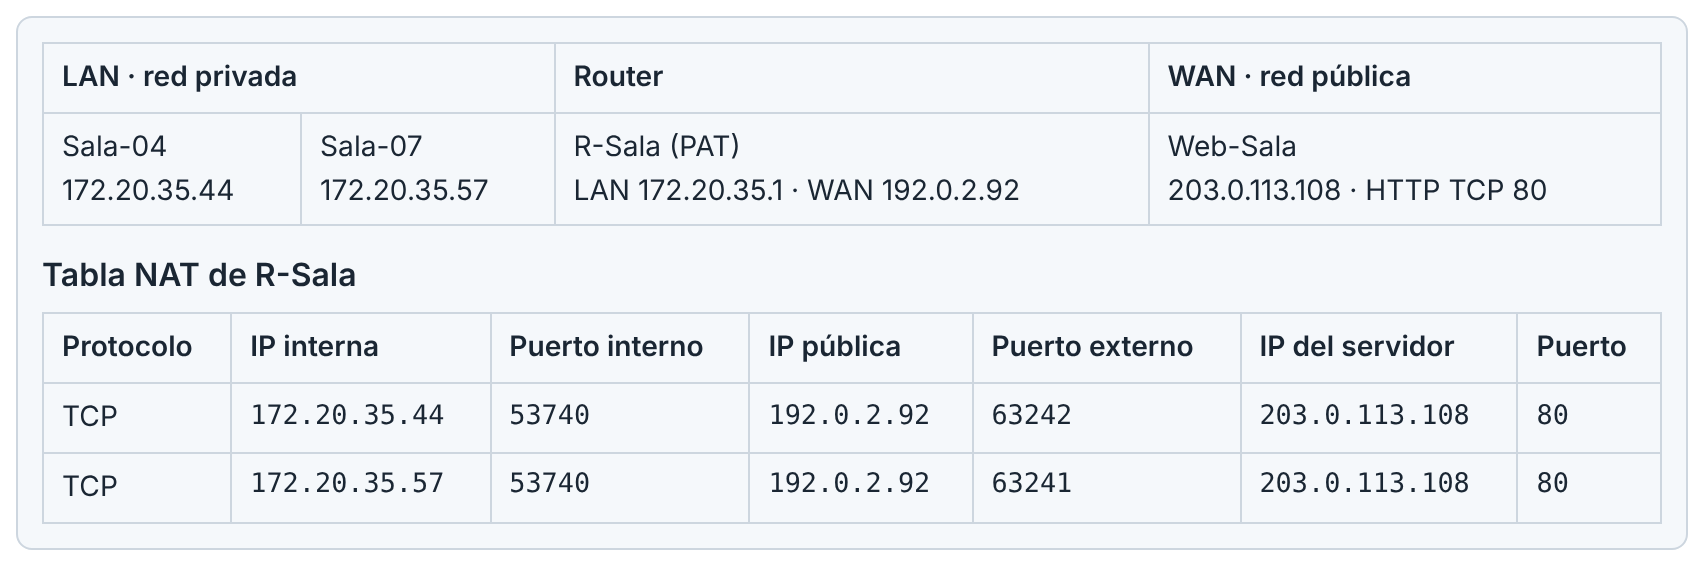 LAN · red privada
Router
WAN · red pública
Sala-04
172.20.35.44
Sala-07
172.20.35.57
R-Sala (PAT)
LAN 172.20.35.1 · WAN 192.0.2.92
Web-Sala
203.0.113.108 · HTTP TCP 80
Tabla NAT de R-Sala
Protocolo IP interna Puerto interno IP pública Puerto externo IP del servidor Puerto
TCP 172.20.35.44 53740 192.0.2.92 63242 203.0.113.108 80
TCP 172.20.35.57 53740 192.0.2.92 63241 203.0.113.108 80